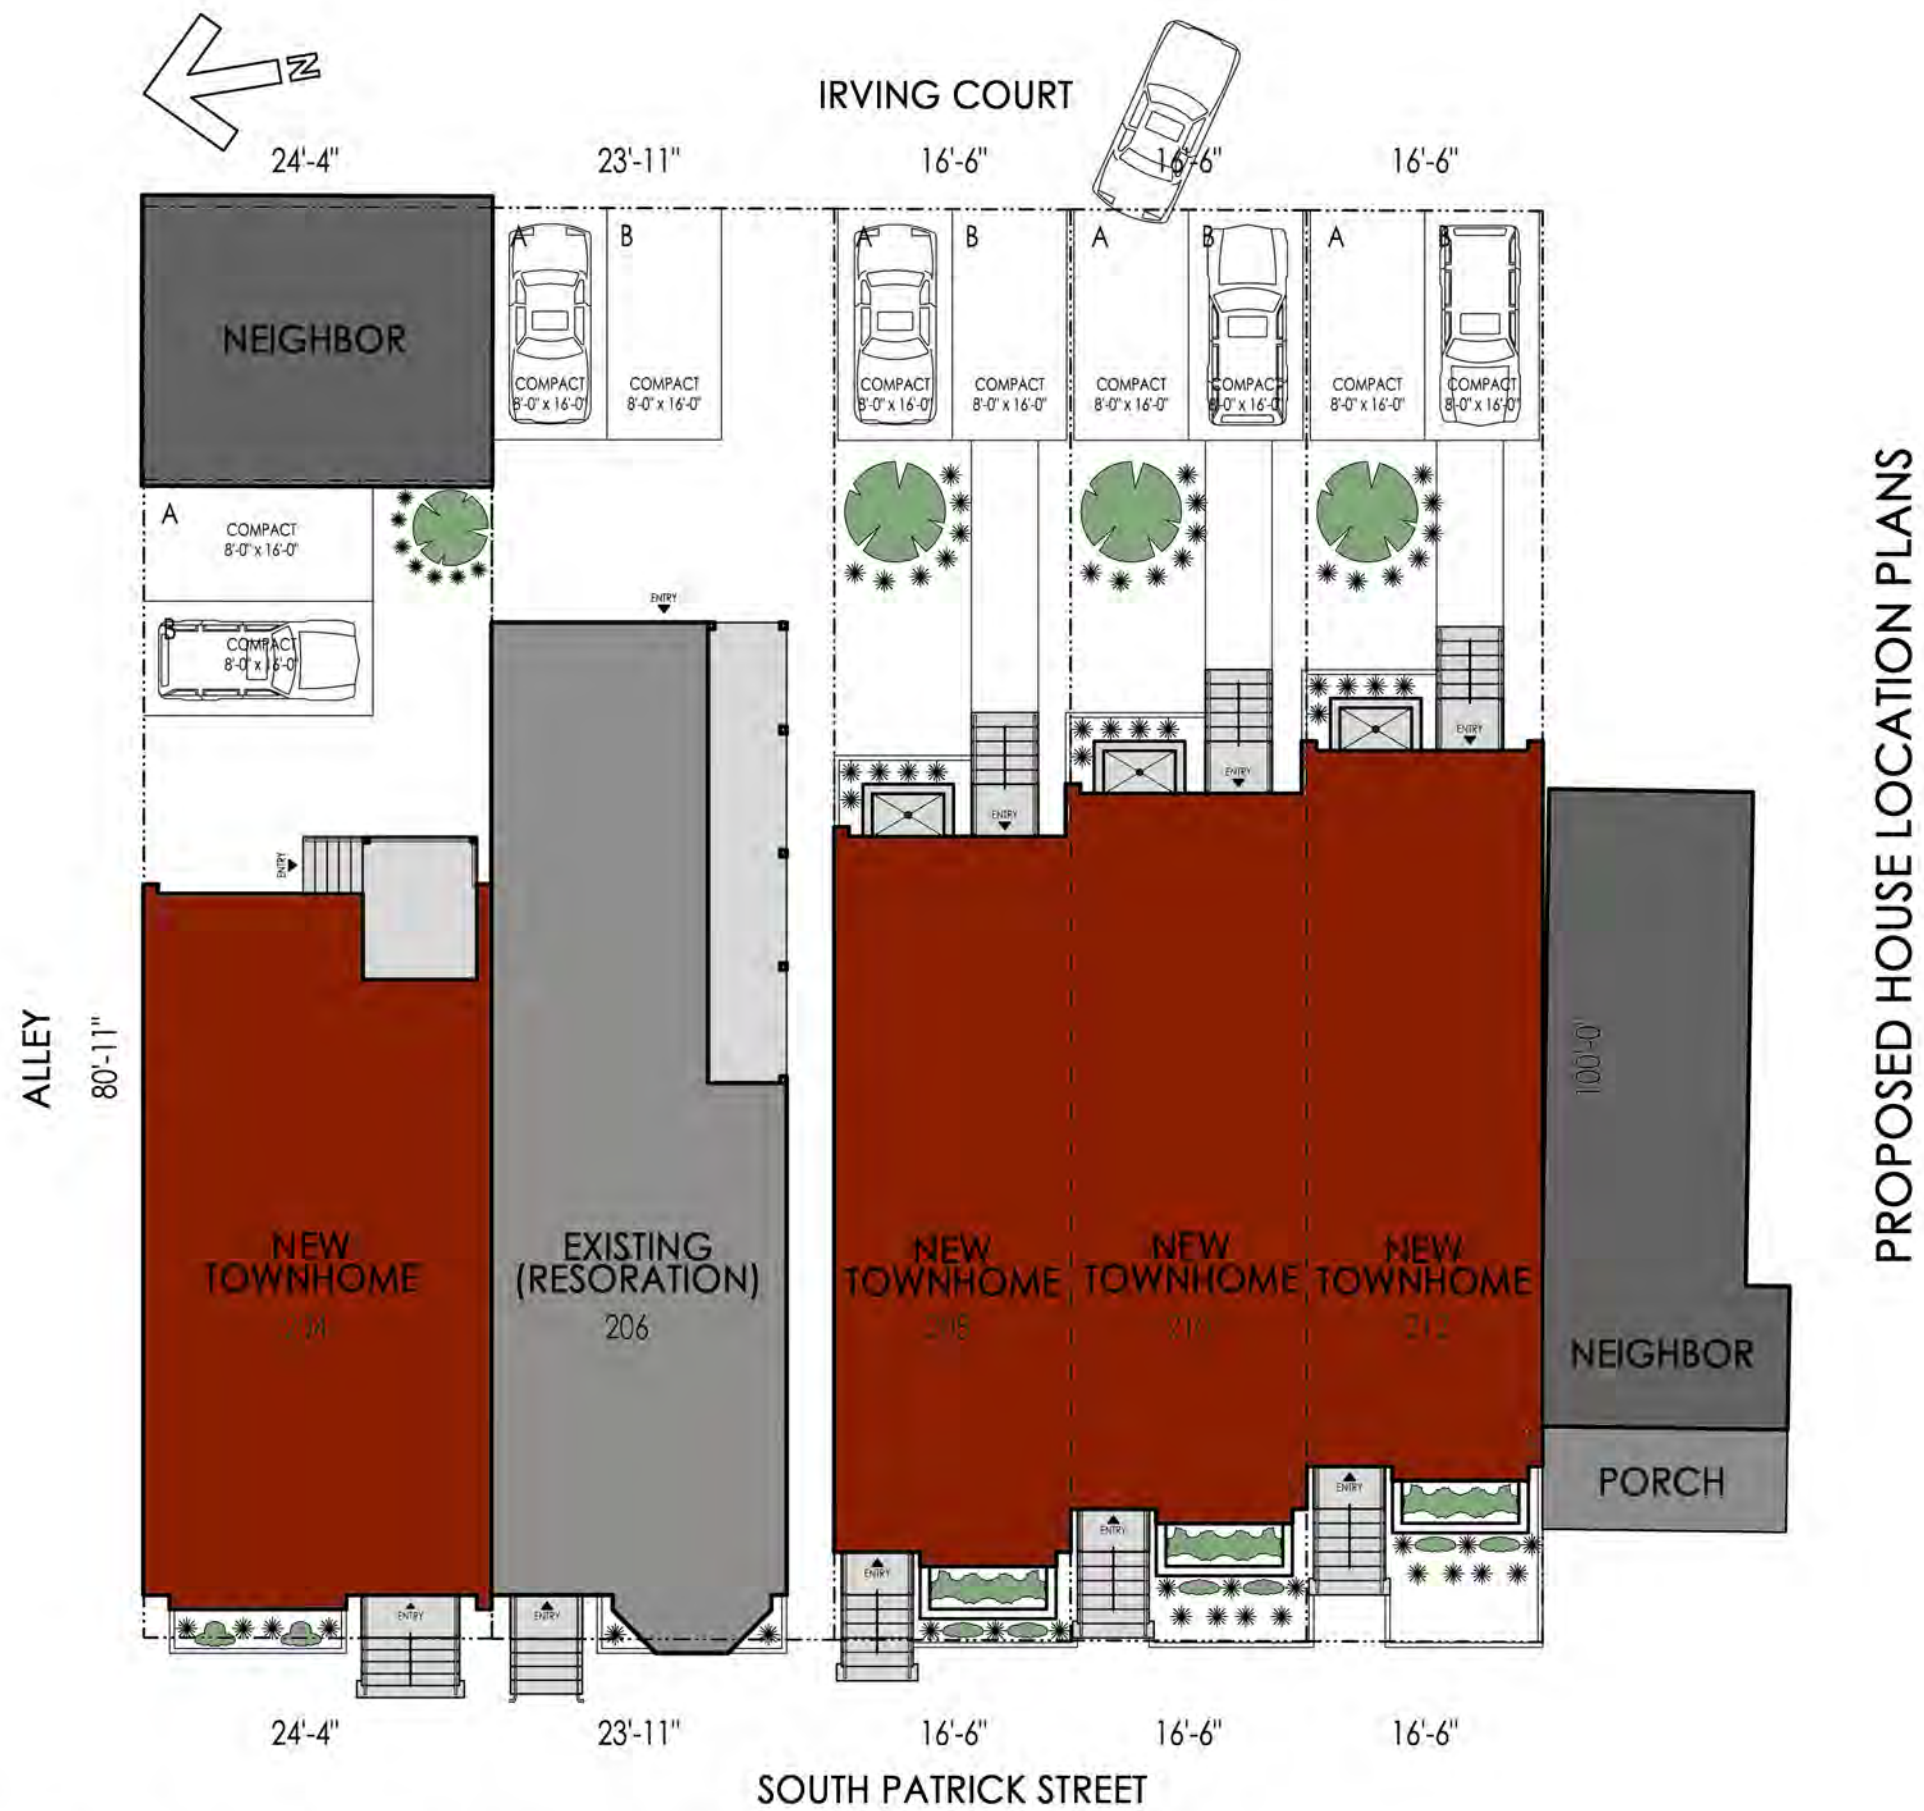 N
IRVING COURT
24'-4"
23'-11"
16'-6"
16'-6"
16'-6"
NEIGHBOR
A
COMPACT
8'-0" x 16'-0"
B
COMPACT
8'-0" x 16'-0"
A
COMPACT
8'-0" x 16'-0"
B
COMPACT
8'-0" x 16'-0"
A
COMPACT
8'-0" x 16'-0"
B
COMPACT
8'-0" x 16'-0"
A
COMPACT
8'-0" x 16'-0"
B
COMPACT
8'-0" x 16'-0"
A
COMPACT
8'-0" x 16'-0"
B
COMPACT
8'-0" x 16'-0"
ENTRY
ENTRY
ENTRY
ENTRY
ENTRY
ALLEY
80'-11"
100'-0"
NEW
TOWNHOME
204
EXISTING
(RESORATION)
206
NEW
TOWNHOME
208
NEW
TOWNHOME
210
NEW
TOWNHOME
212
NEIGHBOR
PORCH
ENTRY
ENTRY
ENTRY
ENTRY
ENTRY
24'-4"
23'-11"
16'-6"
16'-6"
16'-6"
SOUTH PATRICK STREET
PROPOSED HOUSE LOCATION PLANS